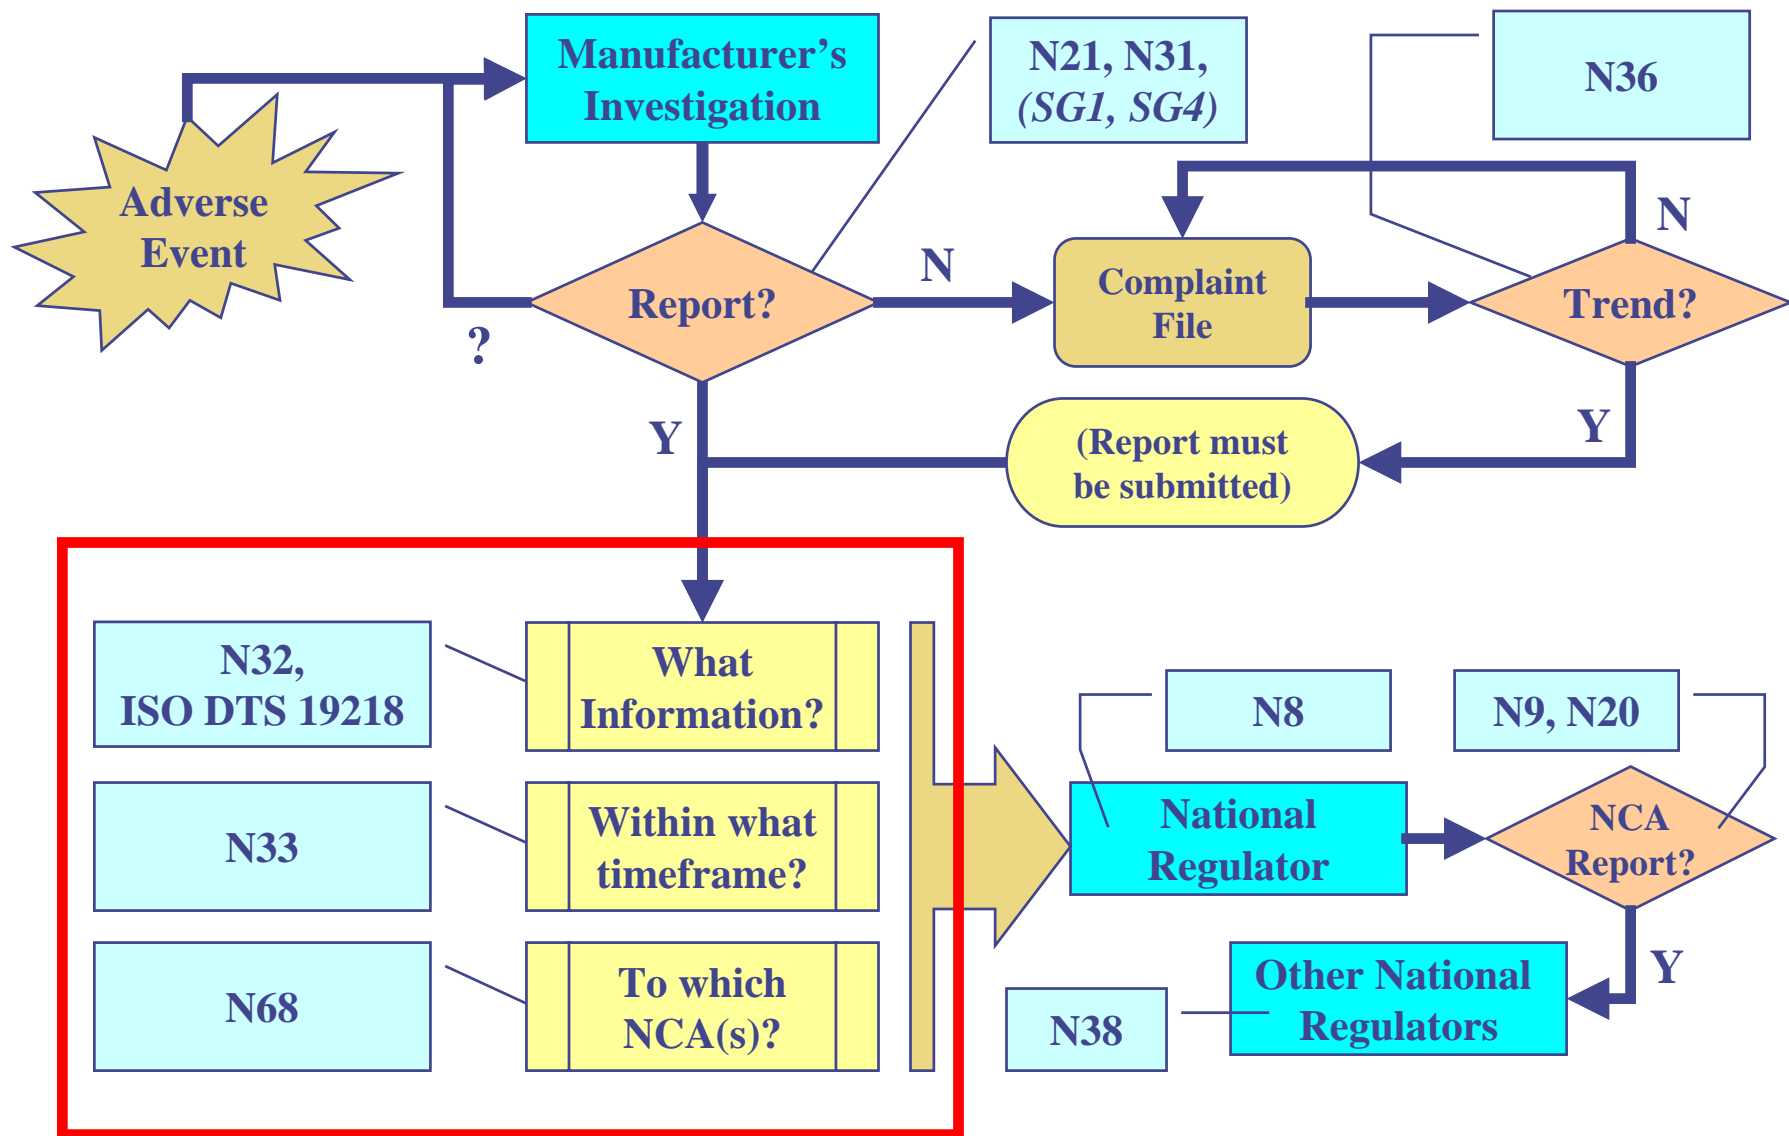 Manufacturer’s
Investigation
N21, N31,
(SG1, SG4)
N36
Adverse
Event
?
Report?
N
Complaint
File
Trend?
N
Y
Y
(Report must
be submitted)
N32,
ISO DTS 19218
What
Information?
N33
Within what
timeframe?
N68
To which
NCA(s)?
N8
N9, N20
National
Regulator
NCA
Report?
Y
N38
Other National
Regulators